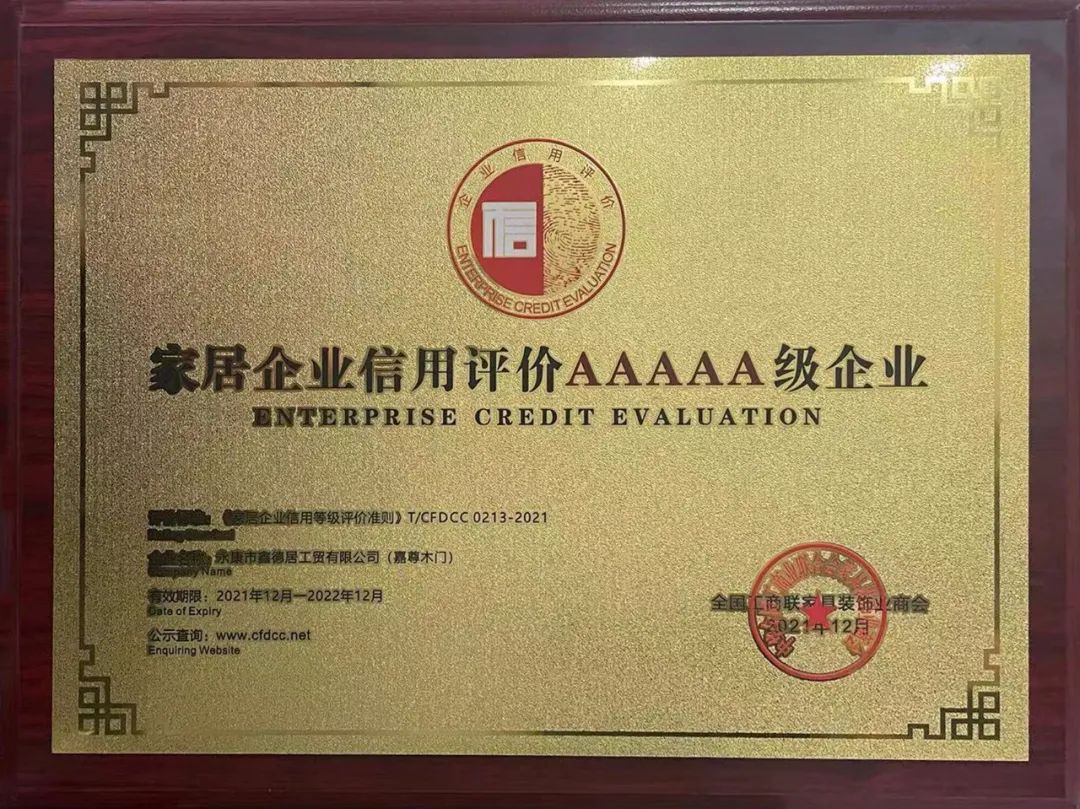 企业信用评价
信
ENTERPRISE CREDIT EVALUATION
家居企业信用评价AAAAA级企业
ENTERPRISE CREDIT EVALUATION
《家居企业信用等级评价准则》T/CFDCC 0213-2021
企业名称：永康市鑫德居工贸有限公司（嘉尊木门）
Company Name
有效期限：2021年12月—2022年12月
Date of Expiry
公示查询：www.cfdcc.net
Enquiring Website
全国工商联家具装饰业商会
2021年12月